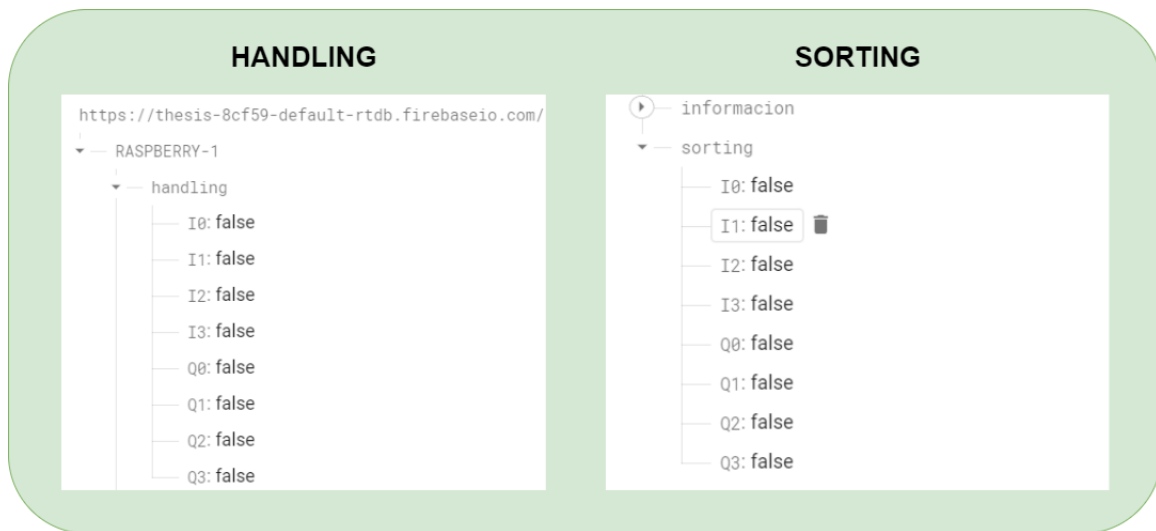 HANDLING
https://thesis-8cf59-default-rtdb.firebaseio.com/
RASPBERRY-1
handling
I0: false
I1: false
I2: false
I3: false
Q0: false
Q1: false
Q2: false
Q3: false
SORTING
informacion
sorting
I0: false
I1: false
I2: false
I3: false
Q0: false
Q1: false
Q2: false
Q3: false